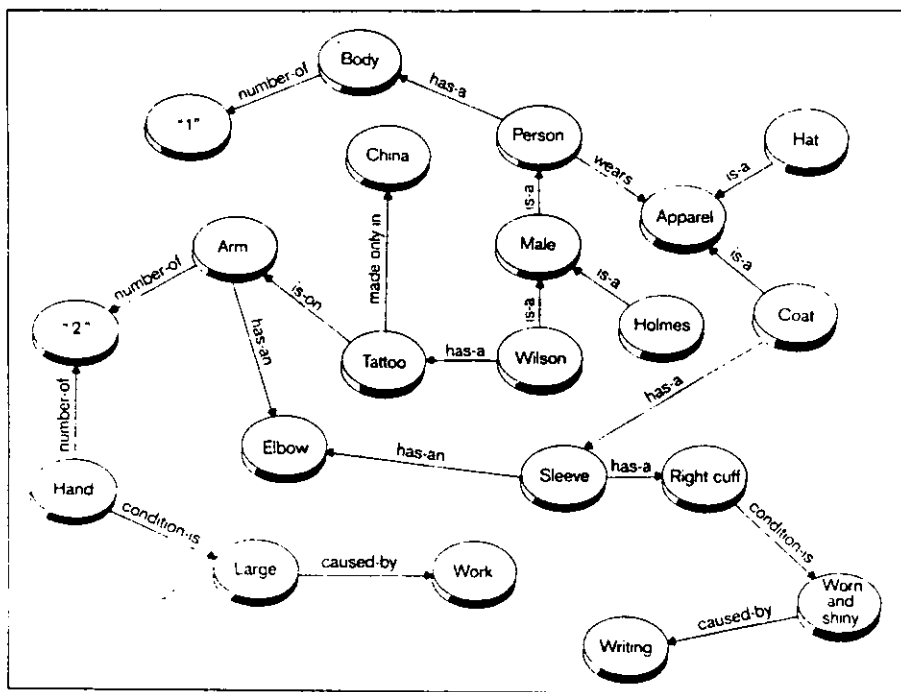 Body
number-of
has-a
"1"
Person
Hat
China
wears
is-a
Apparel
is-a
Male
Arm
made only in
is-a
number-of
is-on
is-a
"2"
has-an
is-a
Holmes
Coat
Tattoo
has-a
Wilson
number-of
has-a
Elbow
has-an
Sleeve
has-a
Right cuff
Hand
condition-is
condition-is
Large
caused-by
Work
Worn
and
shiny
caused-by
Writing